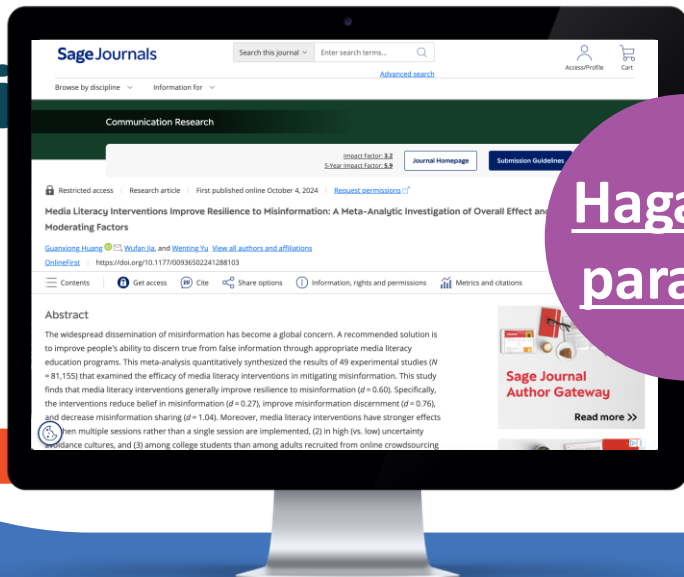 Sage Journals
Search this journal
Enter search terms...
Advanced search
Access/Profile
Cart
Browse by discipline
Information for
Communication Research
Impact Factor: 3.2
5-Year Impact Factor: 5.9
Journal Homepage
Submission Guidelines
Restricted access
Research article
First published online October 4, 2024
Request permissions
Media Literacy Interventions Improve Resilience to Misinformation: A Meta-Analytic Investigation of Overall Effect and
Moderating Factors
Guanxiong Huang, Wufan Jia, and Wenting Yu View all authors and affiliations
OnlineFirst
https://doi.org/10.1177/00936502241288103
Contents
Get access
Cite
Share options
Information, rights and permissions
Metrics and citations
Abstract
The widespread dissemination of misinformation has become a global concern. A recommended solution is
to improve people's ability to discern true from false information through appropriate media literacy
education programs. This meta-analysis quantitatively synthesized the results of 49 experimental studies (N
= 81,155) that examined the efficacy of media literacy interventions in mitigating misinformation. This study
finds that media literacy interventions generally improve resilience to misinformation (d = 0.60). Specifically,
the interventions reduce belief in misinformation (d = 0.27), improve misinformation discernment (d = 0.76),
and decrease misinformation sharing (d = 1.04). Moreover, media literacy interventions have stronger effects
when multiple sessions rather than a single session are implemented, (2) in high (vs. low) uncertainty
avoidance cultures, and (3) among college students than among adults recruited from online crowdsourcing
Sage Journal
Author Gateway
Read more >>
Haga
para